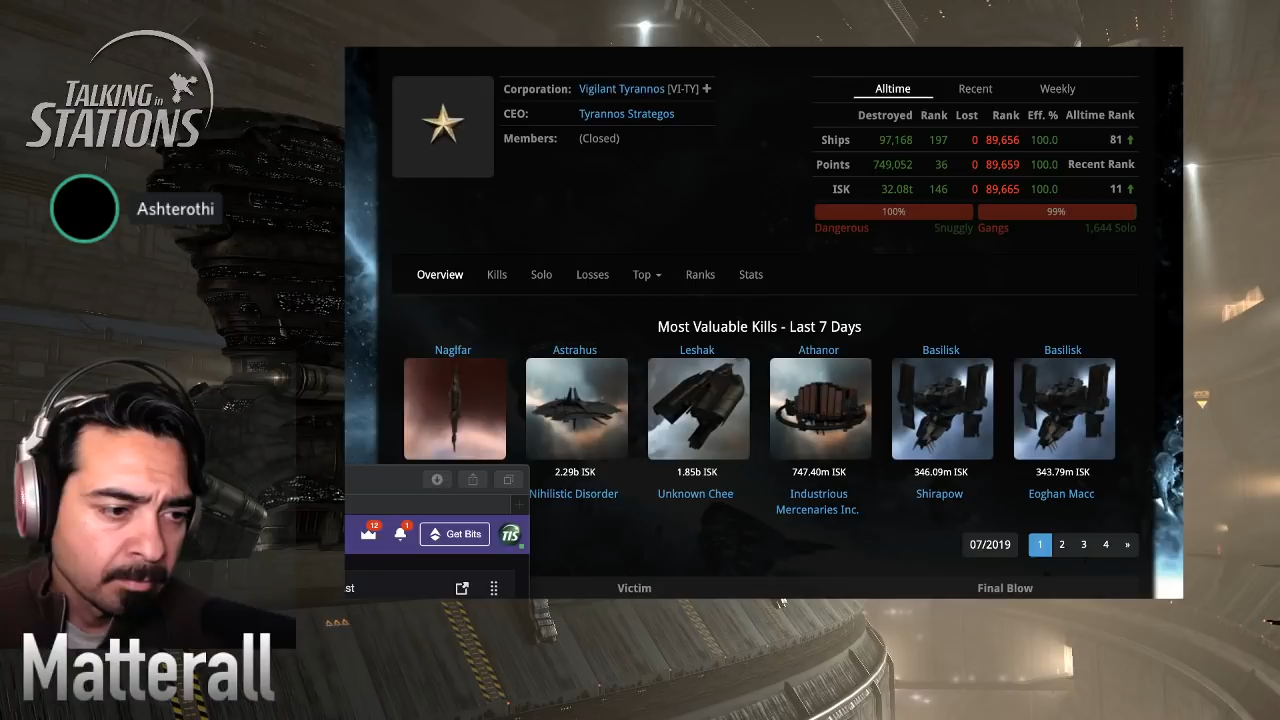 TALKING in
STATIONS
Ashterothi
Matterall
Corporation: Vigilant Tyrannos [VI-TY] +
CEO: Tyrannos Strategos
Members: (Closed)
Alltime Recent Weekly
Destroyed Rank Lost Rank Eff. % Alltime Rank
Ships 97,168 197 0 89,656 100.0 81 ↑
Points 749,052 36 0 89,659 100.0 Recent Rank
ISK 32.08t 146 0 89,665 100.0 11 ↑
100% 99%
Dangerous Snuggly Gangs 1,644 Solo
Overview Kills Solo Losses Top Ranks Stats
Most Valuable Kills - Last 7 Days
Naglfar Astrahus Leshak Athanor Basilisk Basilisk
2.29b ISK 1.85b ISK 747.40m ISK 346.09m ISK 343.79m ISK
Nihilistic Disorder Unknown Chee Industrious Shirapow Eoghan Macc
Mercenaries Inc.
12 1 Get Bits TIS
07/2019 1 2 3 4 »
st
Victim Final Blow